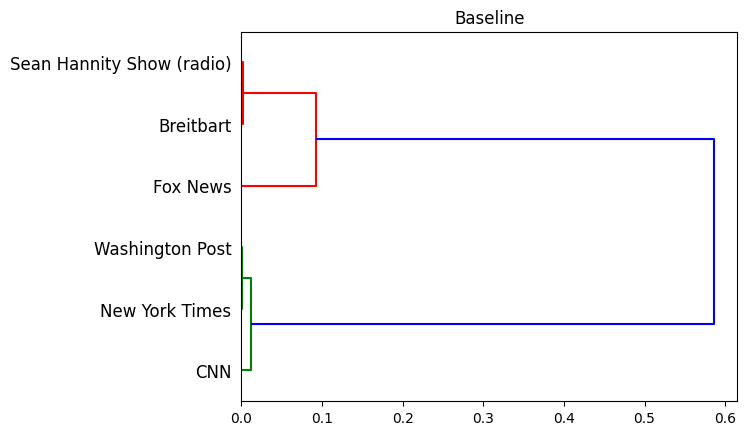 Baseline
Sean Hannity Show (radio)
Breitbart
Fox News
Washington Post
New York Times
CNN
0.0 0.1 0.2 0.3 0.4 0.5 0.6